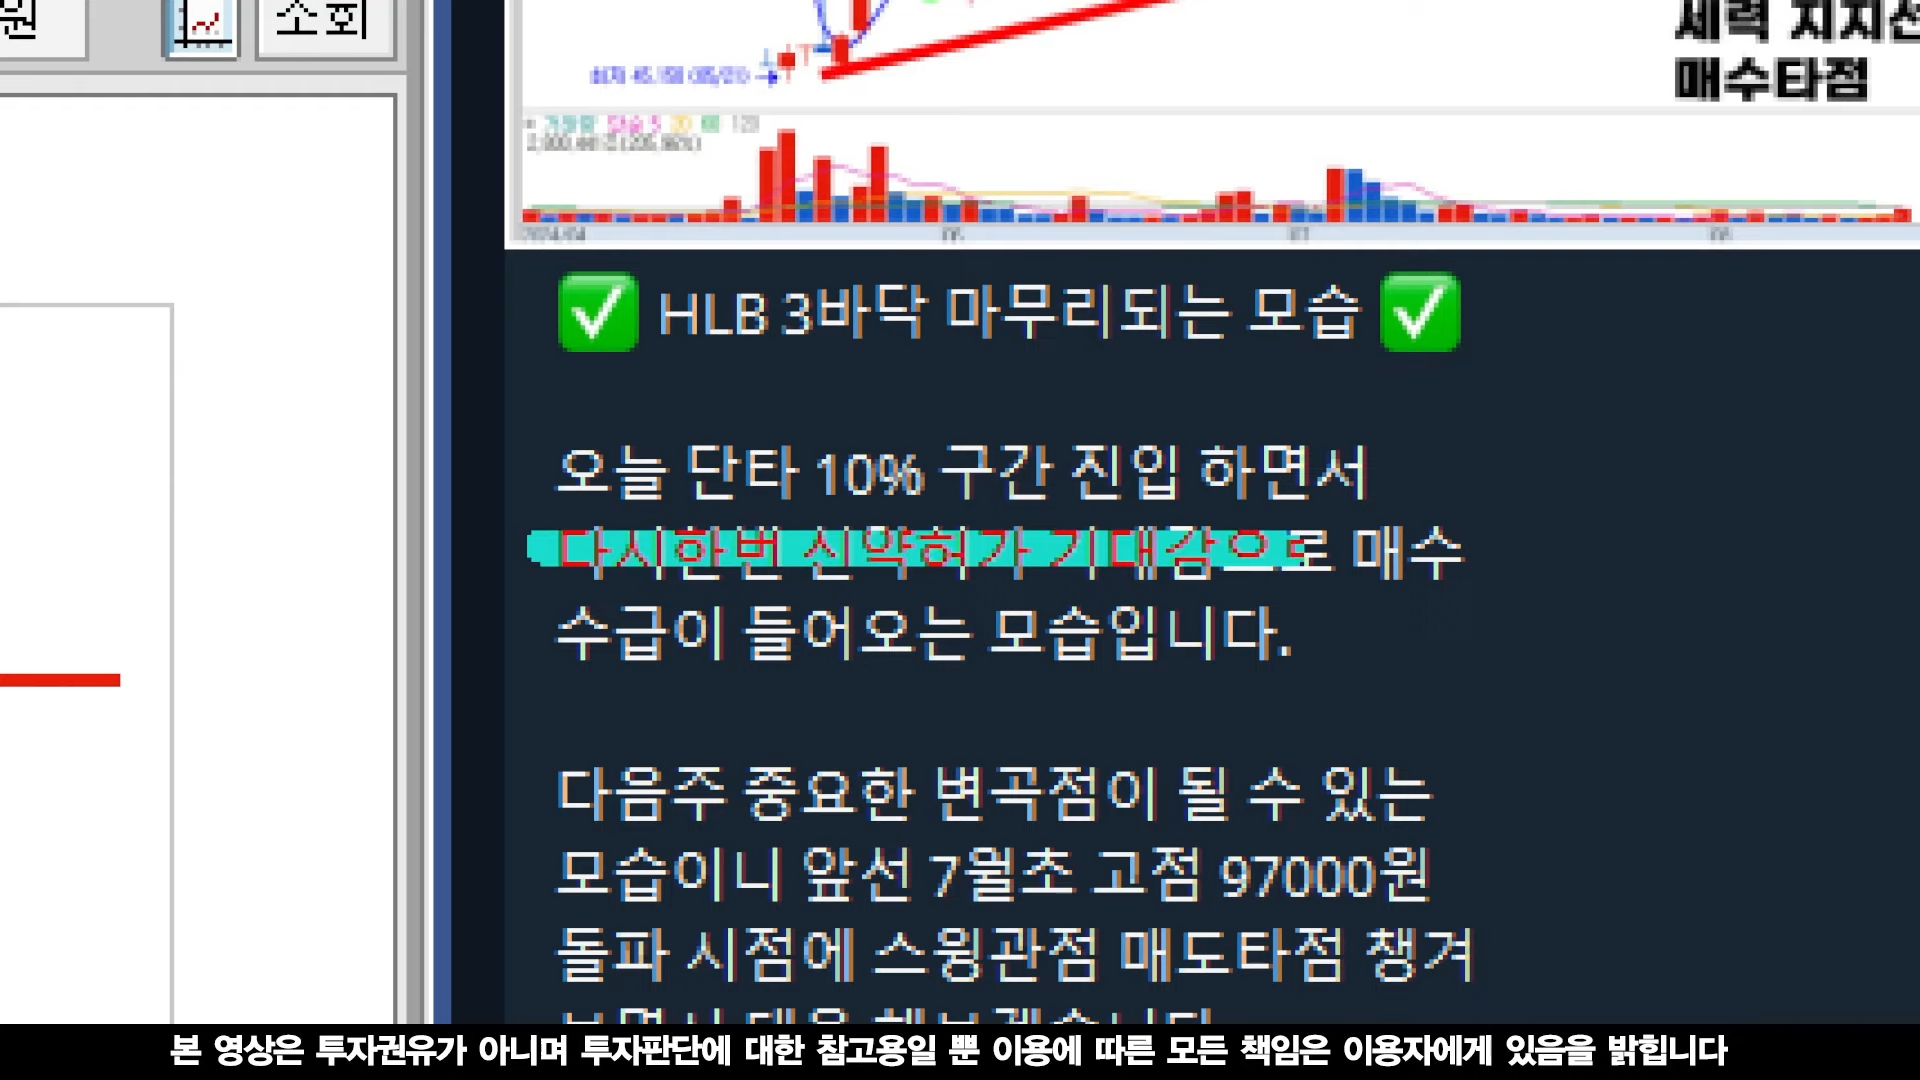 원
조회
세력 지지선
매수타점
✅ HLB 3바닥 마무리되는 모습 ✅
오늘 단타 10% 구간 진입 하면서
다시한번 신약허가 기대감으로 매수
수급이 들어오는 모습입니다.
다음주 중요한 변곡점이 될 수 있는
모습이니 앞선 7월초 고점 97000원
돌파 시점에 스윙관점 매도타점 챙겨
본 영상은 투자권유가 아니며 투자판단에 대한 참고용일 뿐 이용에 따른 모든 책임은 이용자에게 있음을 밝힙니다